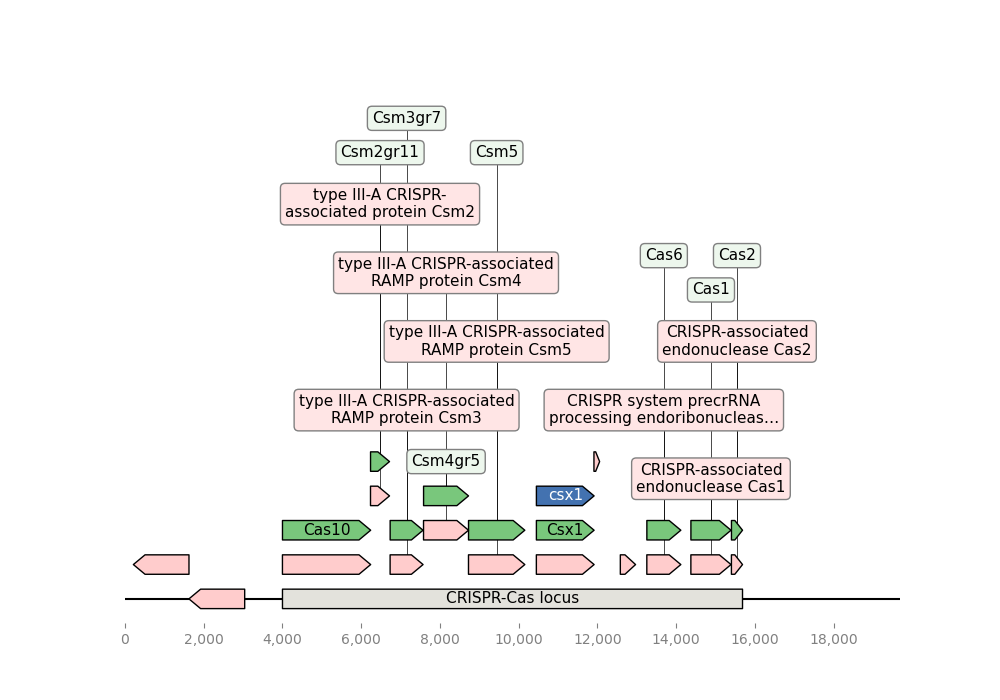 Csm3gr7
Csm2gr11
Csm5
type III-A CRISPR-
associated protein Csm2
Cas6
Cas2
type III-A CRISPR-associated
RAMP protein Csm4
Cas1
type III-A CRISPR-associated
RAMP protein Csm5
CRISPR-associated
endonuclease Cas2
type III-A CRISPR-associated
RAMP protein Csm3
CRISPR system precrRNA
processing endoribonucleas...
Csm4gr5
CRISPR-associated
endonuclease Cas1
csx1
Cas10
Csx1
CRISPR-Cas locus
0 2,000 4,000 6,000 8,000 10,000 12,000 14,000 16,000 18,000